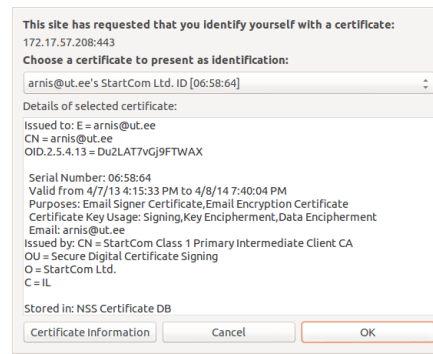 This site has requested that you identify yourself with a certificate:
172.17.57.208:443
Choose a certificate to present as identification:
arnis@ut.ee's StartCom Ltd. ID [06:58:64]
Details of selected certificate:
Issued to: E = arnis@ut.ee
CN = arnis@ut.ee
OID.2.5.4.13 = Du2LAT7vGj9FTWAX
Serial Number: 06:58:64
Valid from 4/7/13 4:15:33 PM to 4/8/14 7:40:04 PM
Purposes: Email Signer Certificate,Email Encryption Certificate
Certificate Key Usage: Signing,Key Encipherment,Data Encipherment
Email: arnis@ut.ee
Issued by: CN = StartCom Class 1 Primary Intermediate Client CA
OU = Secure Digital Certificate Signing
O = StartCom Ltd.
C = IL
Stored in: NSS Certificate DB
Certificate Information Cancel OK